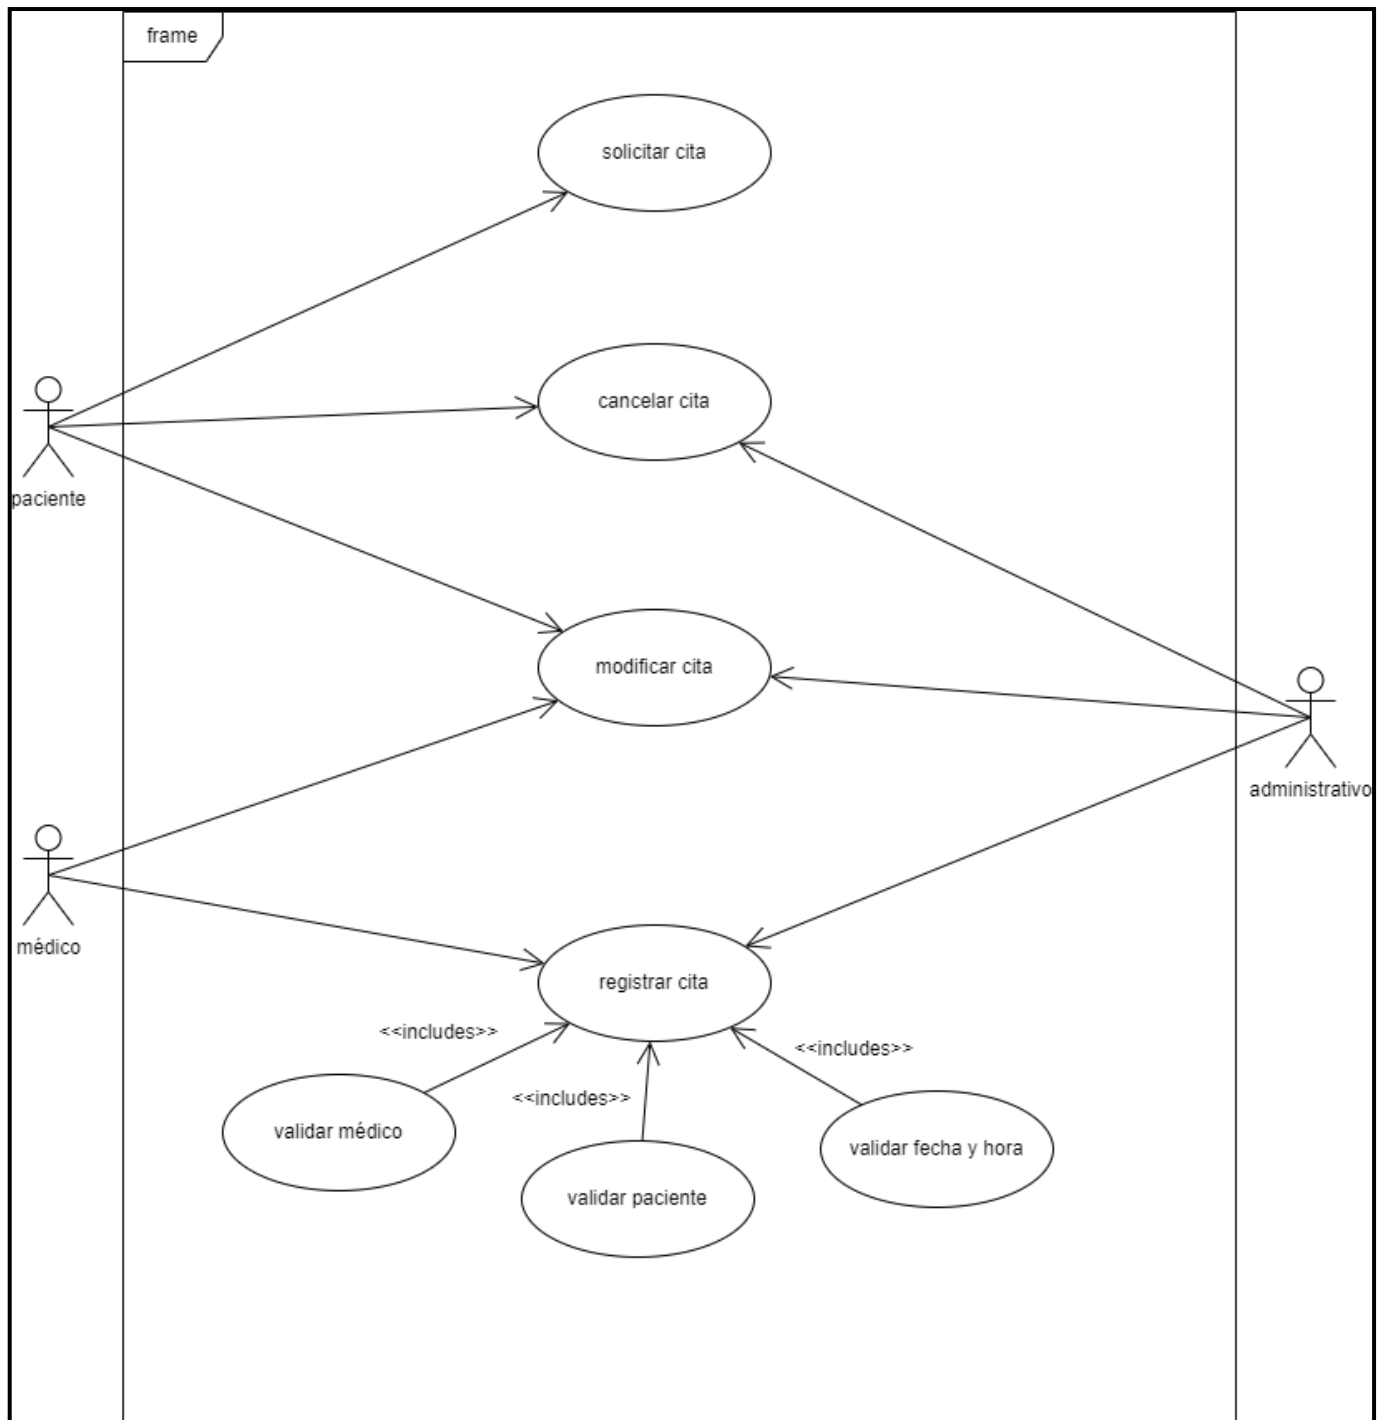 frame
solicitar cita
cancelar cita
paciente
modificar cita
administrativo
médico
registrar cita
<<includes>>
<<includes>>
<<includes>>
validar médico
validar fecha y hora
validar paciente